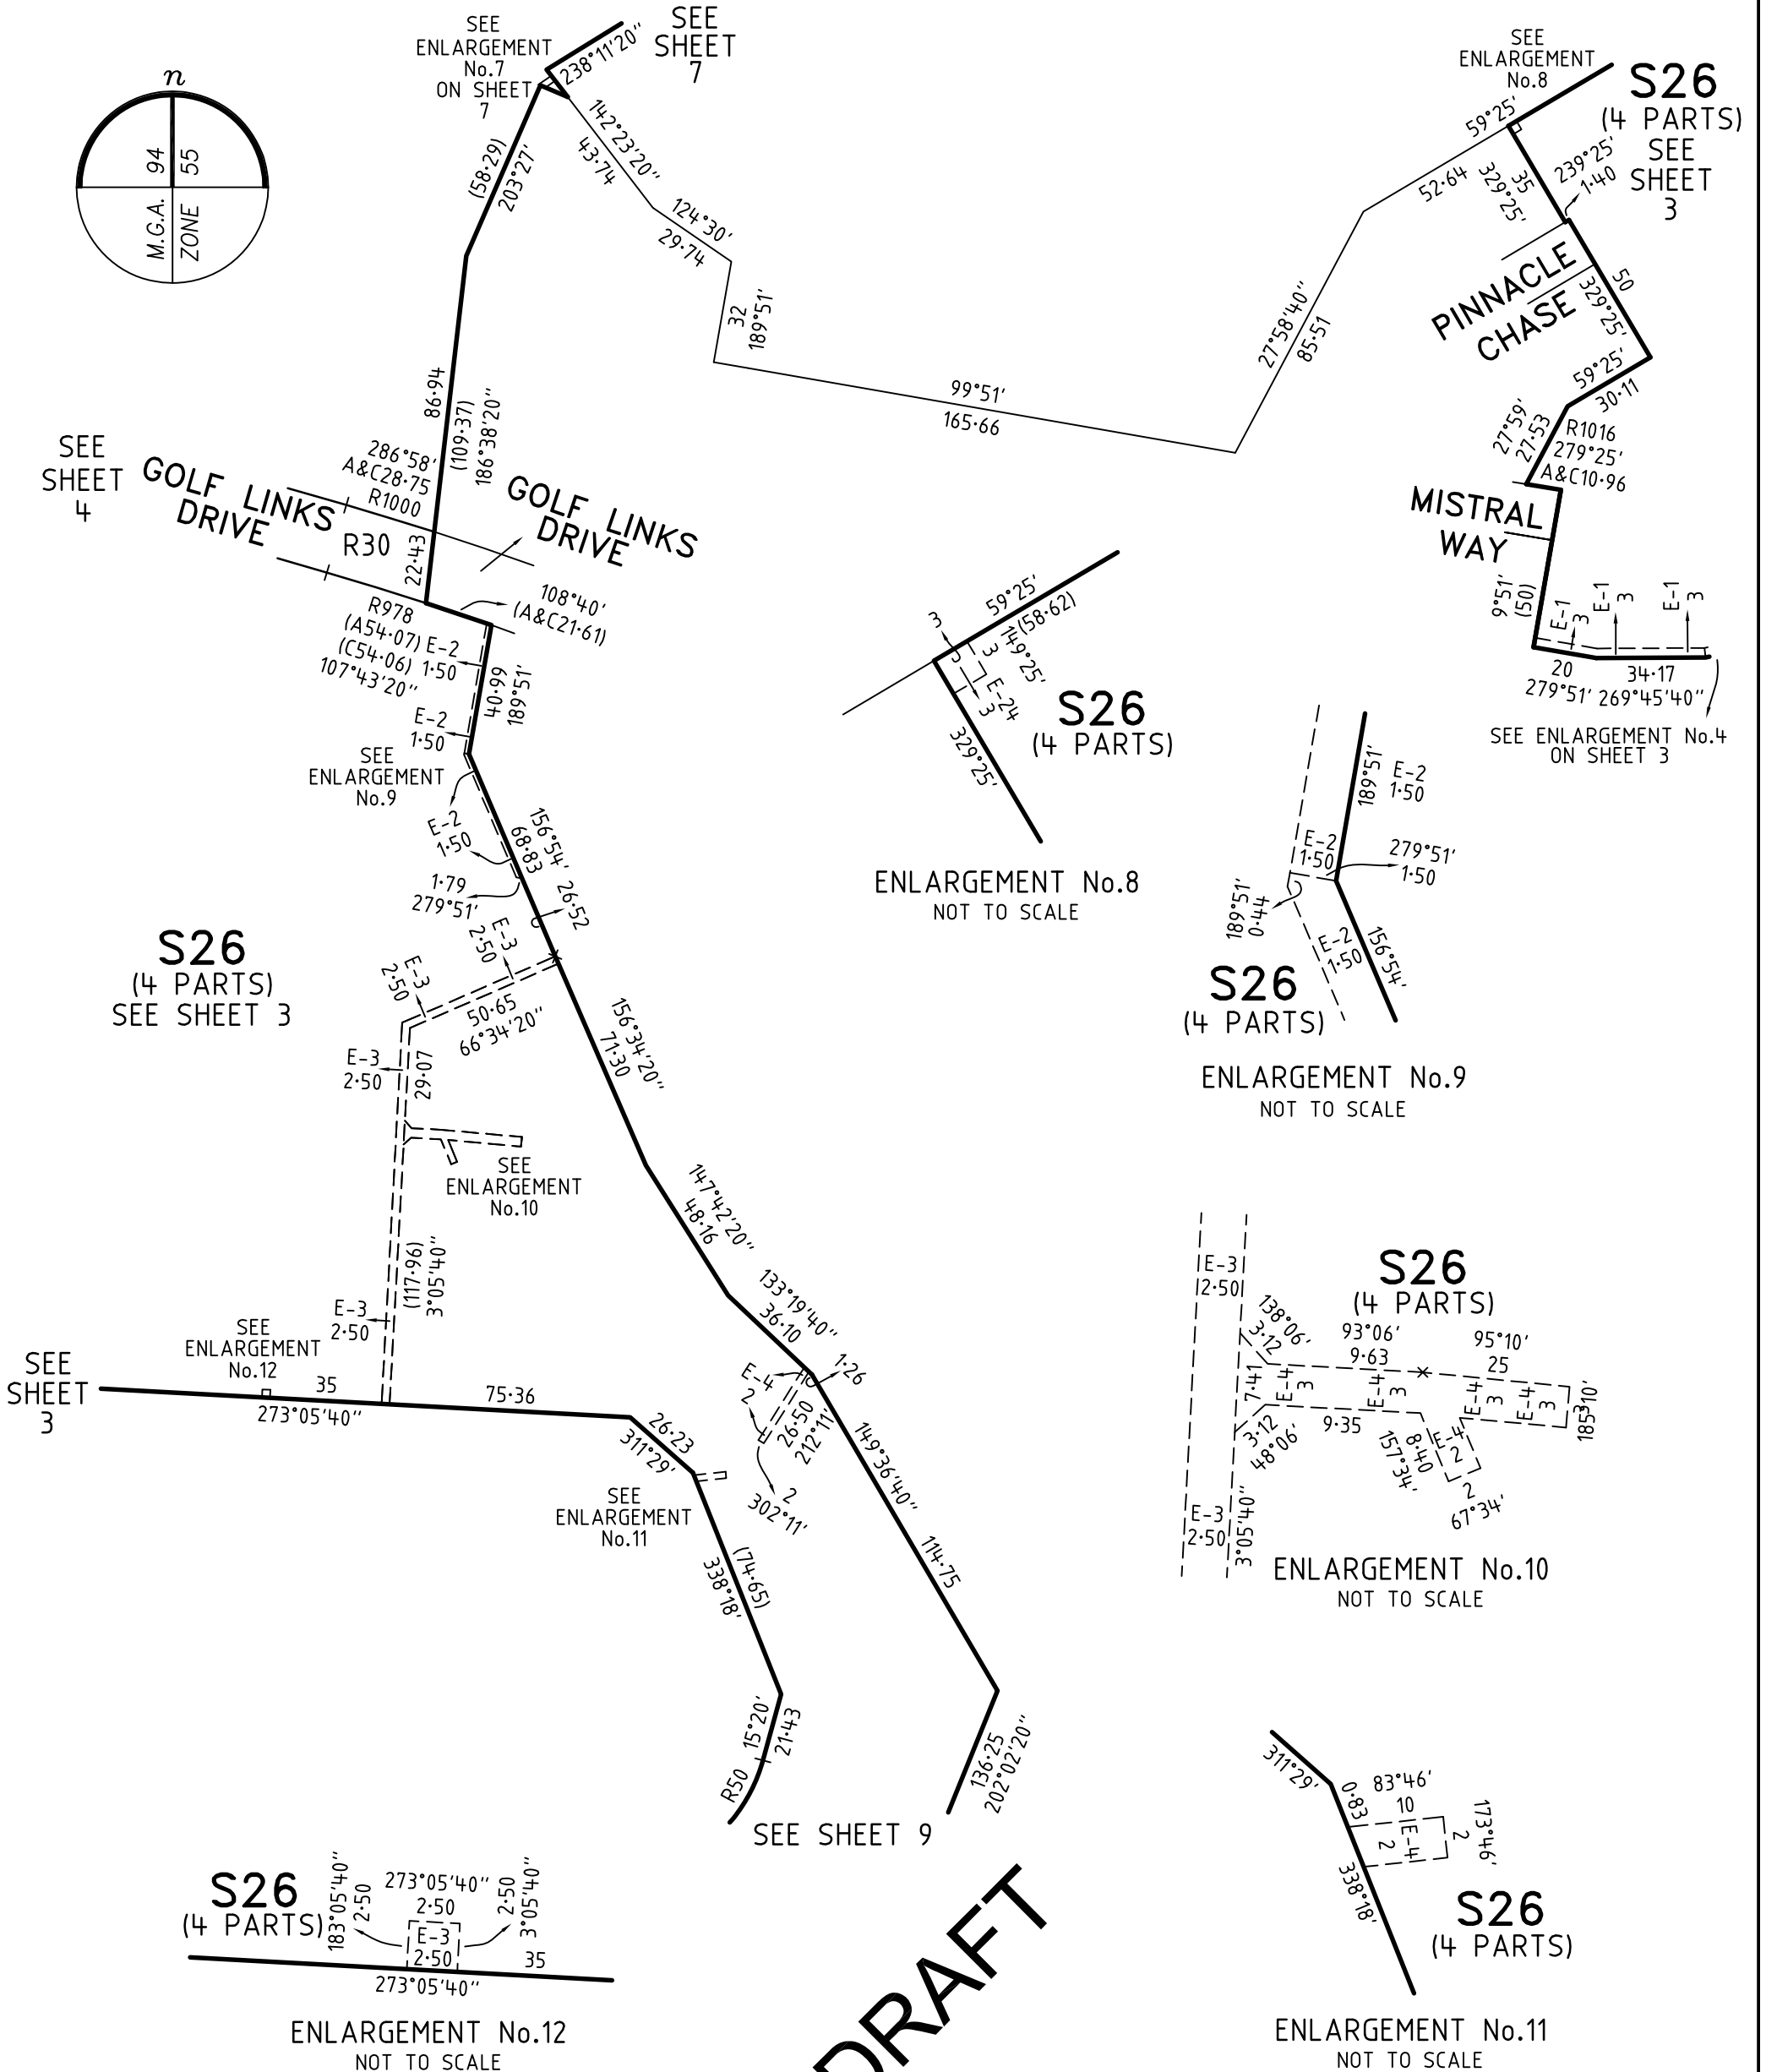 SEE
ENLARGEMENT
No.7
ON SHEET
7
SEE
SHEET
7
238°11'20"
n
M.G.A. 94
ZONE 55
(58·29)
203°27'
142°23'20"
43·74
124°30'
29·74
32
189°51'
99°51'
165·66
27°58'40"
85·51
52·64
59°25'
SEE
ENLARGEMENT
No.8
S26
(4 PARTS)
SEE
SHEET
3
35
329°25'
239°25'
1·40
PINNACLE
CHASE
50
329°25'
59°25'
30·11
27°59'
27·53
R1016
279°25'
A&C10·96
MISTRAL
WAY
9°51'
(50)
E-1
3
E-1
3
E-1
3
20
279°51'
34·17
269°45'40"
SEE ENLARGEMENT No.4
ON SHEET 3
86·94
(109·37)
186°38'20"
SEE
SHEET
4
GOLF LINKS
DRIVE
286°58'
A&C28·75
R1000
R30
22·43
GOLF LINKS
DRIVE
108°40'
(A&C21·61)
R978
(A54·07)
(C54·06)
107°43'20"
E-2
1·50
40·99
189°51'
E-2
1·50
SEE
ENLARGEMENT
No.9
E-2
1·50
156°54'
68·83
26·52
1·79
279°51'
E-3
2·50
E-3
2·50
50·65
66°34'20"
S26
(4 PARTS)
SEE SHEET 3
E-3
2·50
29·07
156°34'20"
71·30
SEE
ENLARGEMENT
No.10
(117·96)
3°05'40"
E-3
2·50
147°42'20"
48·16
133°19'40"
36·10
1·26
E-4
2
26·50
212°11'
2
302°11'
149°36'40"
114·75
SEE
SHEET
3
SEE
ENLARGEMENT
No.12
35
273°05'40"
75·36
26·23
311°29'
SEE
ENLARGEMENT
No.11
(74·65)
338°18'
15°20'
21·43
R50
136·25
202°02'20"
SEE SHEET 9
59°25'
(58·62)
3
3
149°25'
E-24
3
329°25'
S26
(4 PARTS)
ENLARGEMENT No.8
NOT TO SCALE
189°51'
E-2
1·50
E-2
1·50
279°51'
1·50
189°51'
0·44
E-2
1·50
156°54'
S26
(4 PARTS)
ENLARGEMENT No.9
NOT TO SCALE
E-3
2·50
S26
(4 PARTS)
138°06'
3·12
93°06'
9·63
95°10'
25
7·41
E-4
3
E-4
3
E-4
3
E-4
3
3
185°10'
3·12
48°06'
9·35
8·40
157°34'
E-4
2
2
67°34'
E-3
2·50
3°05'40"
ENLARGEMENT No.10
NOT TO SCALE
311°29'
0·83
83°46'
10
2
E-4
2
173°46'
338°18'
S26
(4 PARTS)
ENLARGEMENT No.11
NOT TO SCALE
S26
(4 PARTS)
183°05'40"
2·50
273°05'40"
2·50
2·50
3°05'40"
E-3
2·50
35
273°05'40"
ENLARGEMENT No.12
NOT TO SCALE
DRAFT